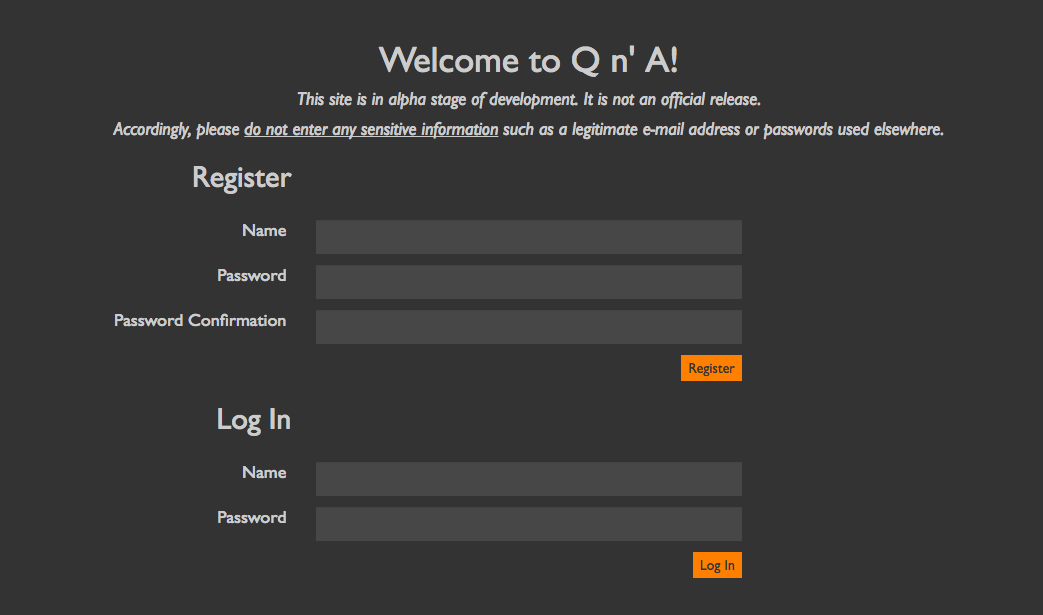 Welcome to Q n' A!
This site is in alpha stage of development. It is not an official release.
Accordingly, please do not enter any sensitive information such as a legitimate e-mail address or passwords used elsewhere.
Register
Name
Password
Password Confirmation
Register
Log In
Name
Password
Log In